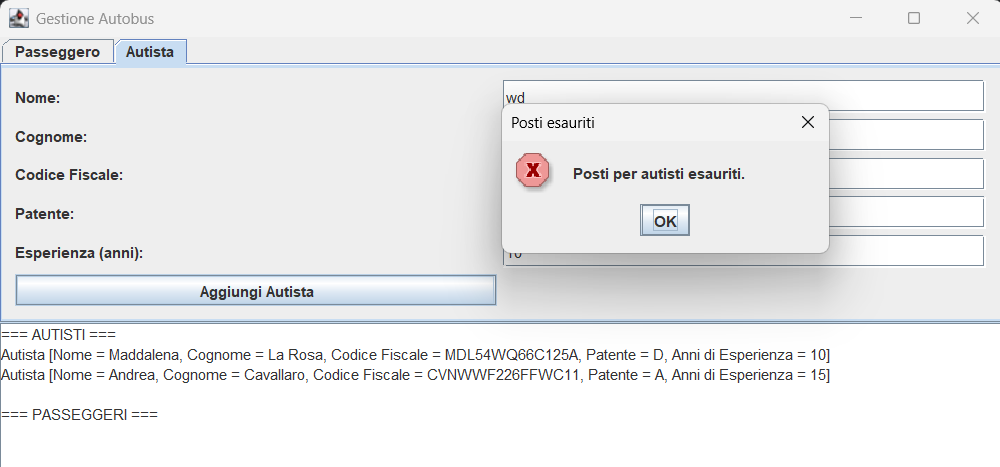 Gestione Autobus
Passeggero Autista
Nome: wd
Posti esauriti
Cognome:
Codice Fiscale:
Posti per autisti esauriti.
Patente:
OK
Esperienza (anni): 10
Aggiungi Autista
=== AUTISTI ===
Autista [Nome = Maddalena, Cognome = La Rosa, Codice Fiscale = MDL54WQ66C125A, Patente = D, Anni di Esperienza = 10]
Autista [Nome = Andrea, Cognome = Cavallaro, Codice Fiscale = CVNWWF226FFWC11, Patente = A, Anni di Esperienza = 15]
=== PASSEGGERI ===